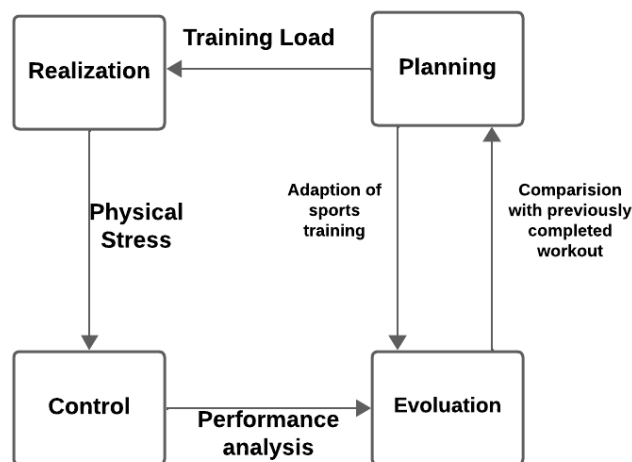 Training Load
Realization
Planning
Physical
Stress
Adaption of
sports
training
Comparision
with previously
completed
workout
Control
Performance
analysis
Evoluation